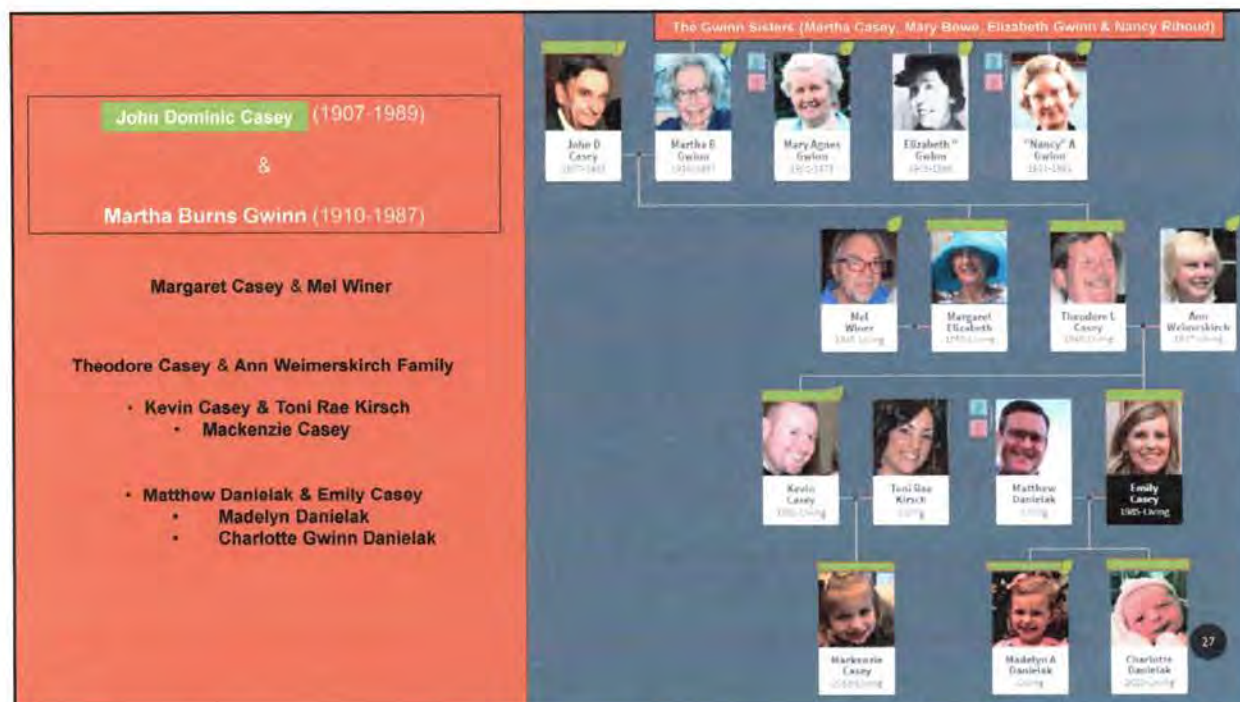 John Dominic Casey (1907-1989)
&
Martha Burns Gwinn (1910-1987)
Margaret Casey & Mel Winer
Theodore Casey & Ann Weimerskirch Family
• Kevin Casey & Toni Rae Kirsch
• Mackenzie Casey
• Matthew Danielak & Emily Casey
• Madelyn Danielak
• Charlotte Gwinn Danielak
The Gwinn Sisters (Martha Casey, Mary Bowe, Elizabeth Gwinn & Nancy Rihoud)
John D
Casey
Martha B
Gwinn
Mary Agnes
Gwinn
Elizabeth "
Gwinn
"Nancy" A
Gwinn
Mel
Winer
Margaret
Elizabeth
Theodore L
Casey
Ann
Weimerskirch
Kevin
Casey
Toni Rae
Kirsch
Living
Matthew
Danielak
Living
Emily
Casey
1985-Living
Mackenzie
Casey
Madelyn A
Danielak
Living
Charlotte
Danielak
27